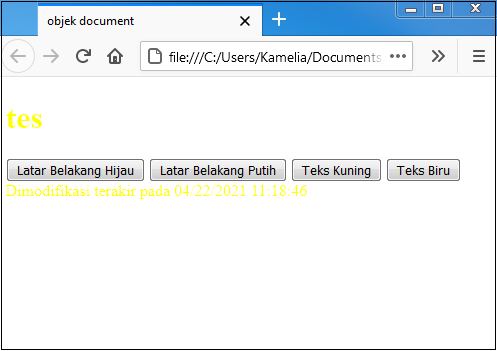 objek document
file:///C:/Users/Kamelia/Documents
tes
Latar Belakang Hijau Latar Belakang Putih Teks Kuning Teks Biru
Dimodifikasi terakir pada 04/22/2021 11:18:46